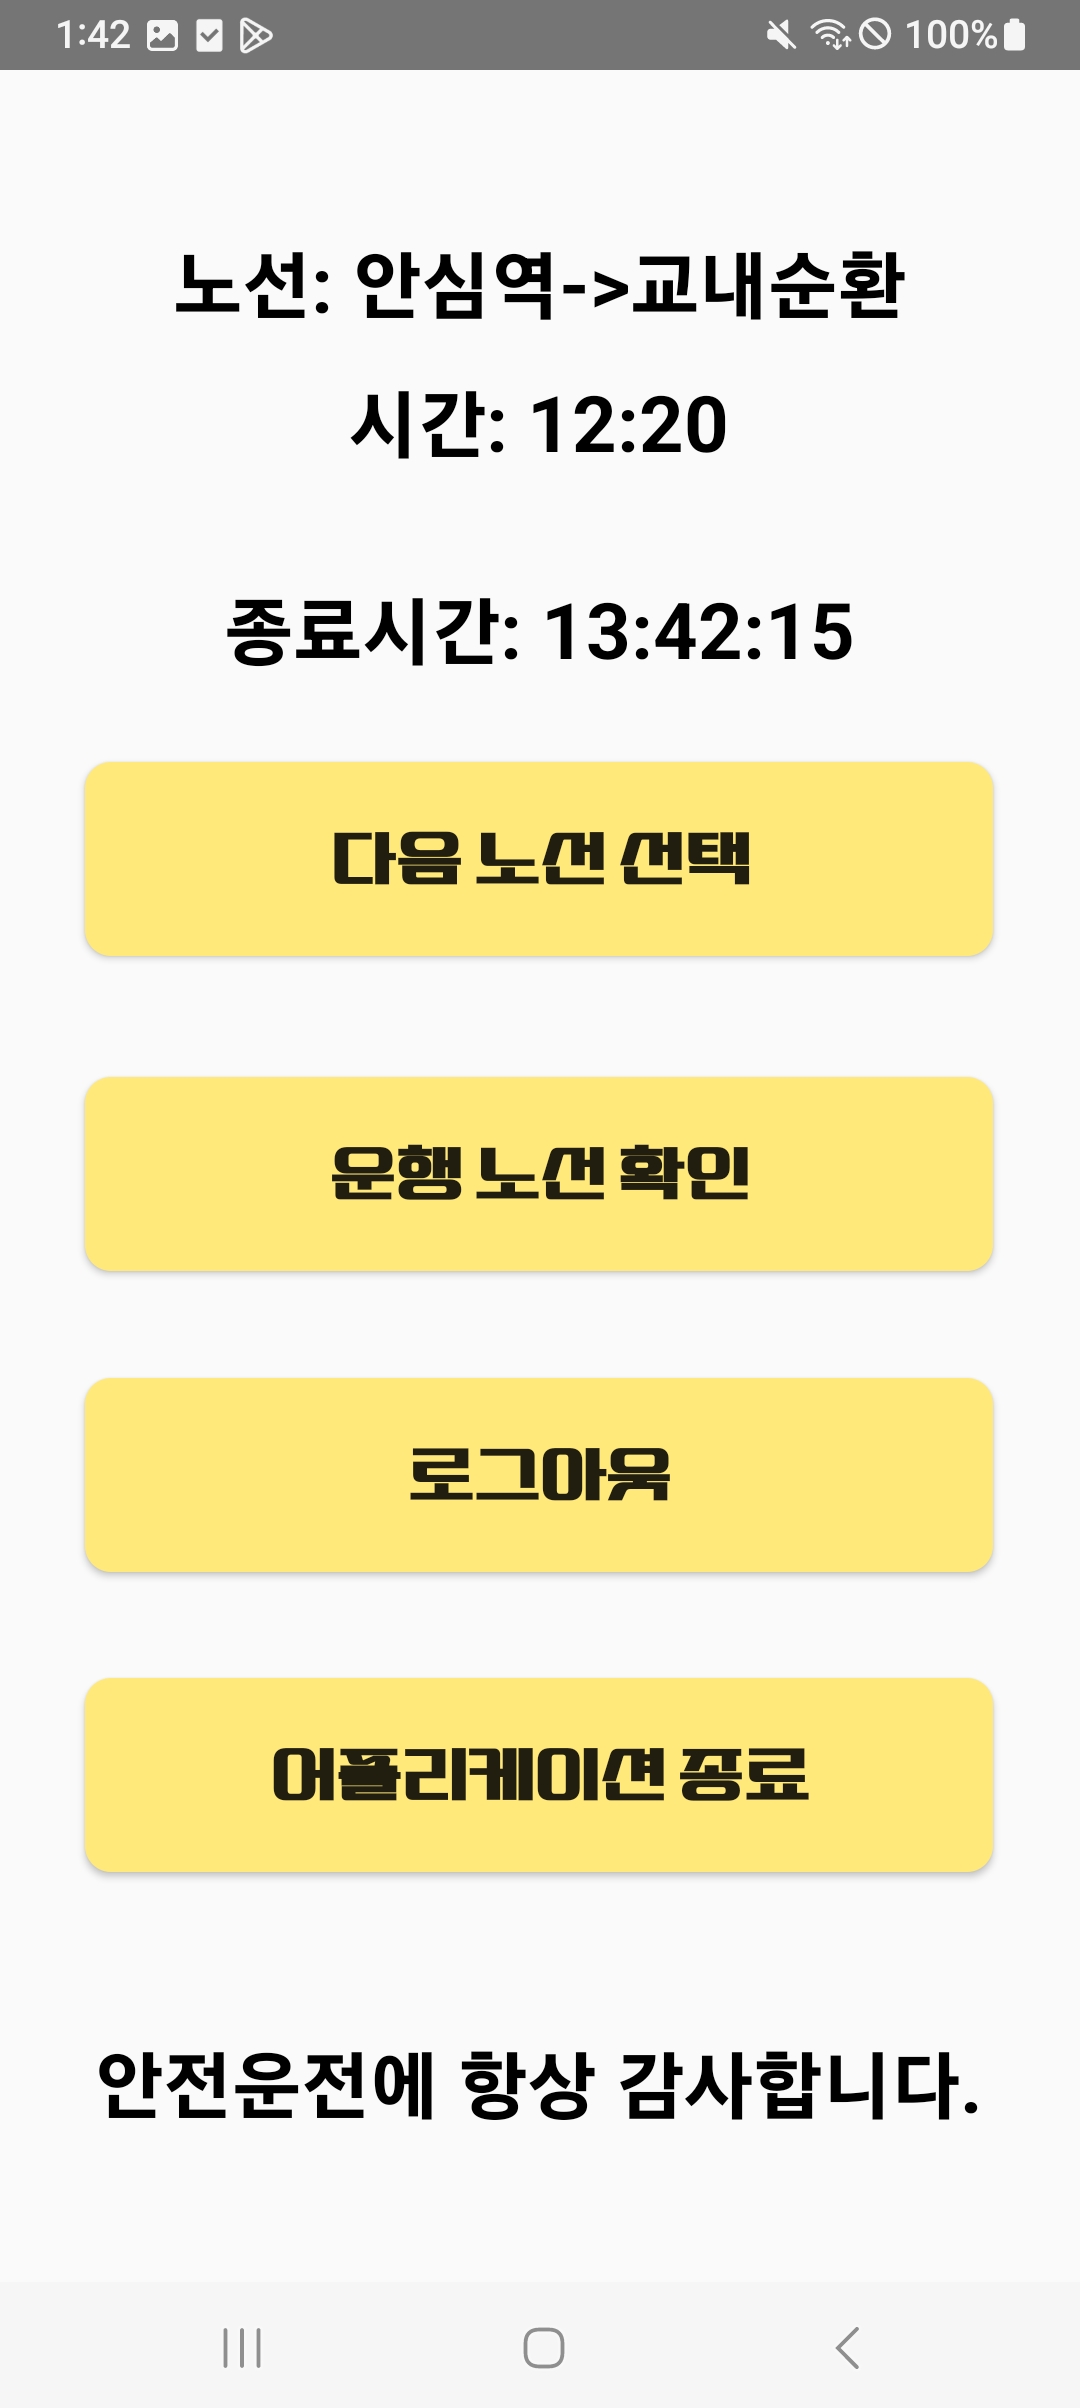 1:42
100%
노선: 안심역->교내순환
시간: 12:20
종료시간: 13:42:15
다음 노선 선택
운행 노선 확인
로그아웃
어플리케이션 종료
안전운전에 항상 감사합니다.